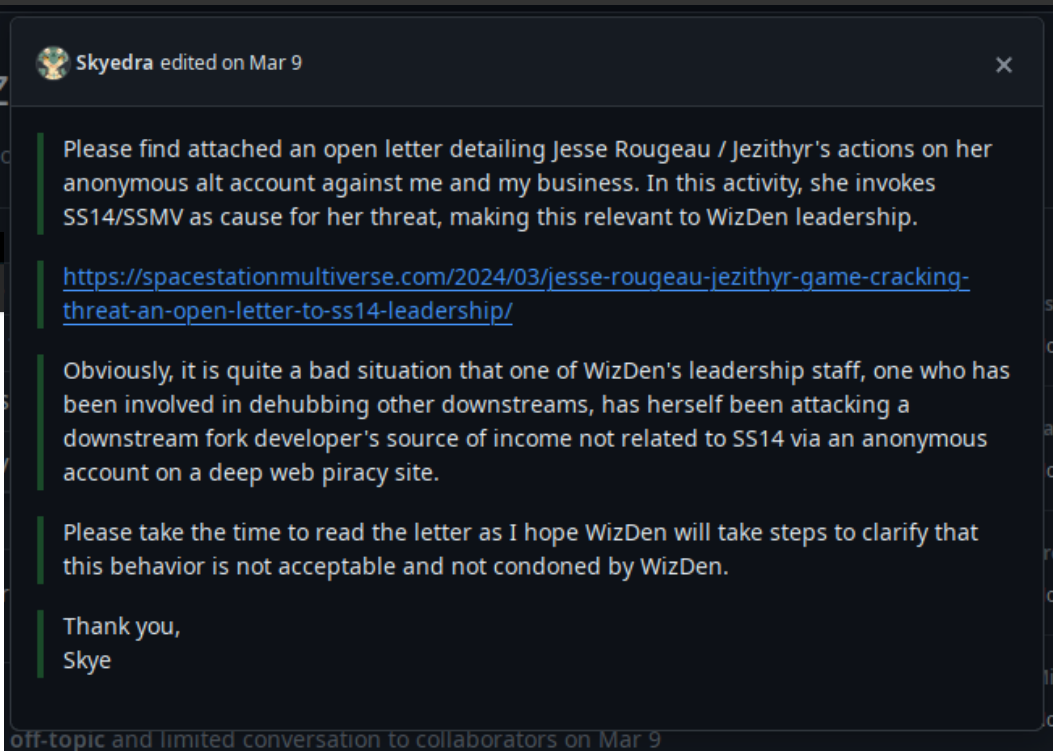 Skyedra edited on Mar 9
Please find attached an open letter detailing Jesse Rougeau / Jezithyr's actions on her
anonymous alt account against me and my business. In this activity, she invokes
SS14/SSMV as cause for her threat, making this relevant to WizDen leadership.
https://spacestationmultiverse.com/2024/03/jesse-rougeau-jezithyr-game-cracking-
threat-an-open-letter-to-ss14-leadership/
Obviously, it is quite a bad situation that one of WizDen's leadership staff, one who has
been involved in dehubbing other downstreams, has herself been attacking a
downstream fork developer's source of income not related to SS14 via an anonymous
account on a deep web piracy site.
Please take the time to read the letter as I hope WizDen will take steps to clarify that
this behavior is not acceptable and not condoned by WizDen.
Thank you,
Skye
off-topic and limited conversation to collaborators on Mar 9